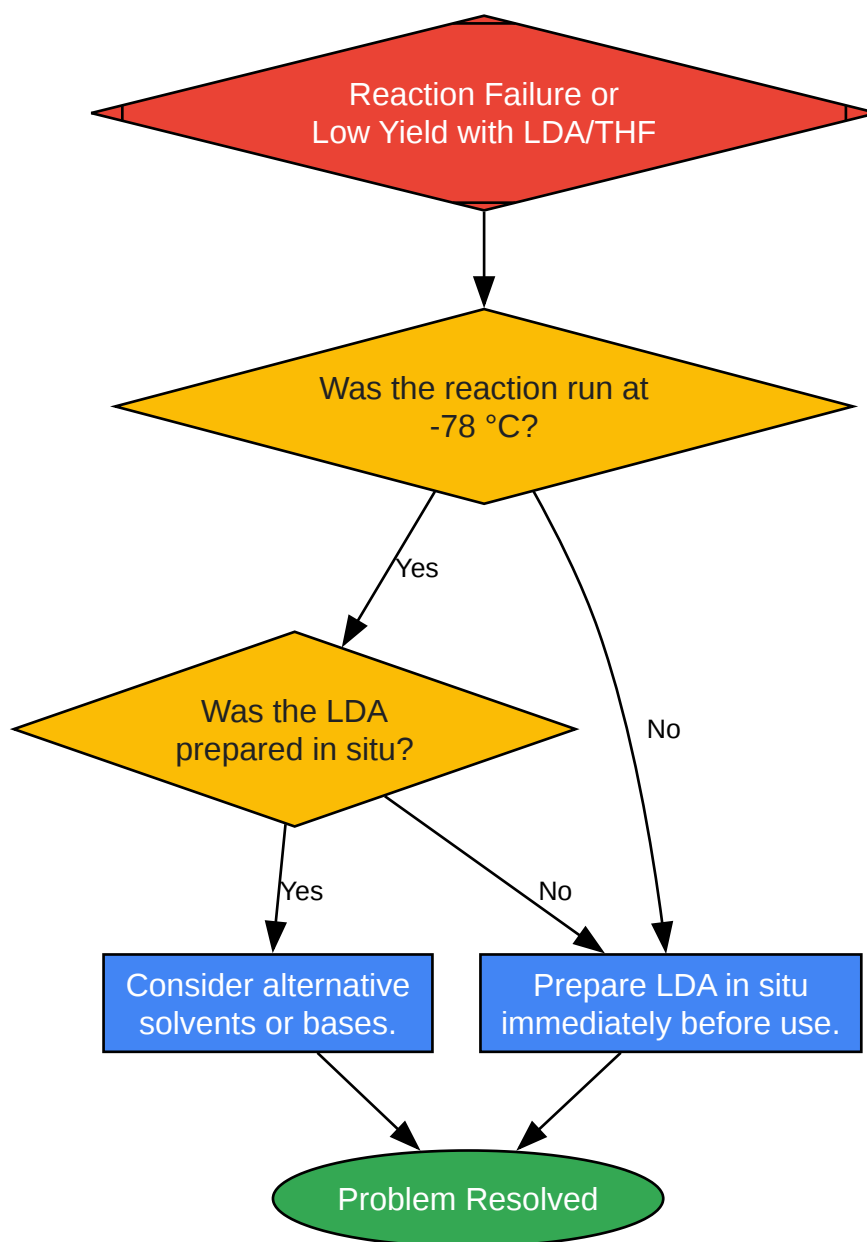 Reaction Failure or
Low Yield with LDA/THF
Was the reaction run at
-78 °C?
Yes
Was the LDA
prepared in situ?
No
Yes
No
Consider alternative
solvents or bases.
Prepare LDA in situ
immediately before use.
Problem Resolved